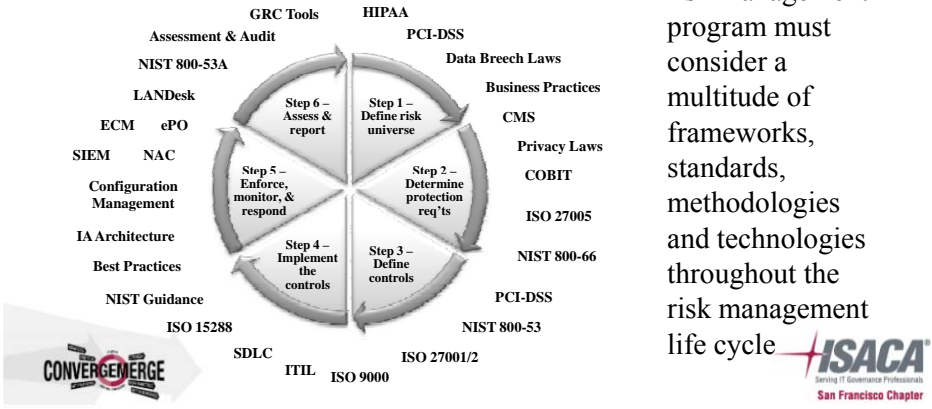 GRC Tools
HIPAA
Assessment & Audit
PCI-DSS
NIST 800-53A
Data Breech Laws
LANDesk
Business Practices
ECM ePO
CMS
SIEM NAC
Privacy Laws
Configuration
Management
COBIT
ISO 27005
IA Architecture
NIST 800-66
Best Practices
NIST Guidance
PCI-DSS
ISO 15288
NIST 800-53
SDLC
ISO 27001/2
ITIL
ISO 9000
Step 1 –
Define risk
universe
Step 2 –
Determine
protection
req'ts
Step 3 –
Define
controls
Step 4 –
Implement
the
controls
Step 5 –
Enforce,
monitor, &
respond
Step 6 –
Assess &
report
program must
consider a
multitude of
frameworks,
standards,
methodologies
and technologies
throughout the
risk management
life cycle
CONVERGEMERGE
ISACA®
Serving IT Governance Professionals
San Francisco Chapter